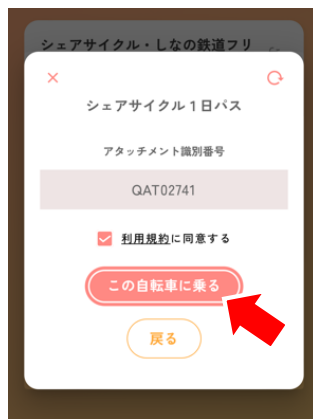 シェアサイクル・しなの鉄道フリ
シェアサイクル１日パス
アタッチメント識別番号
QAT02741
利用規約に同意する
この自転車に乗る
戻る